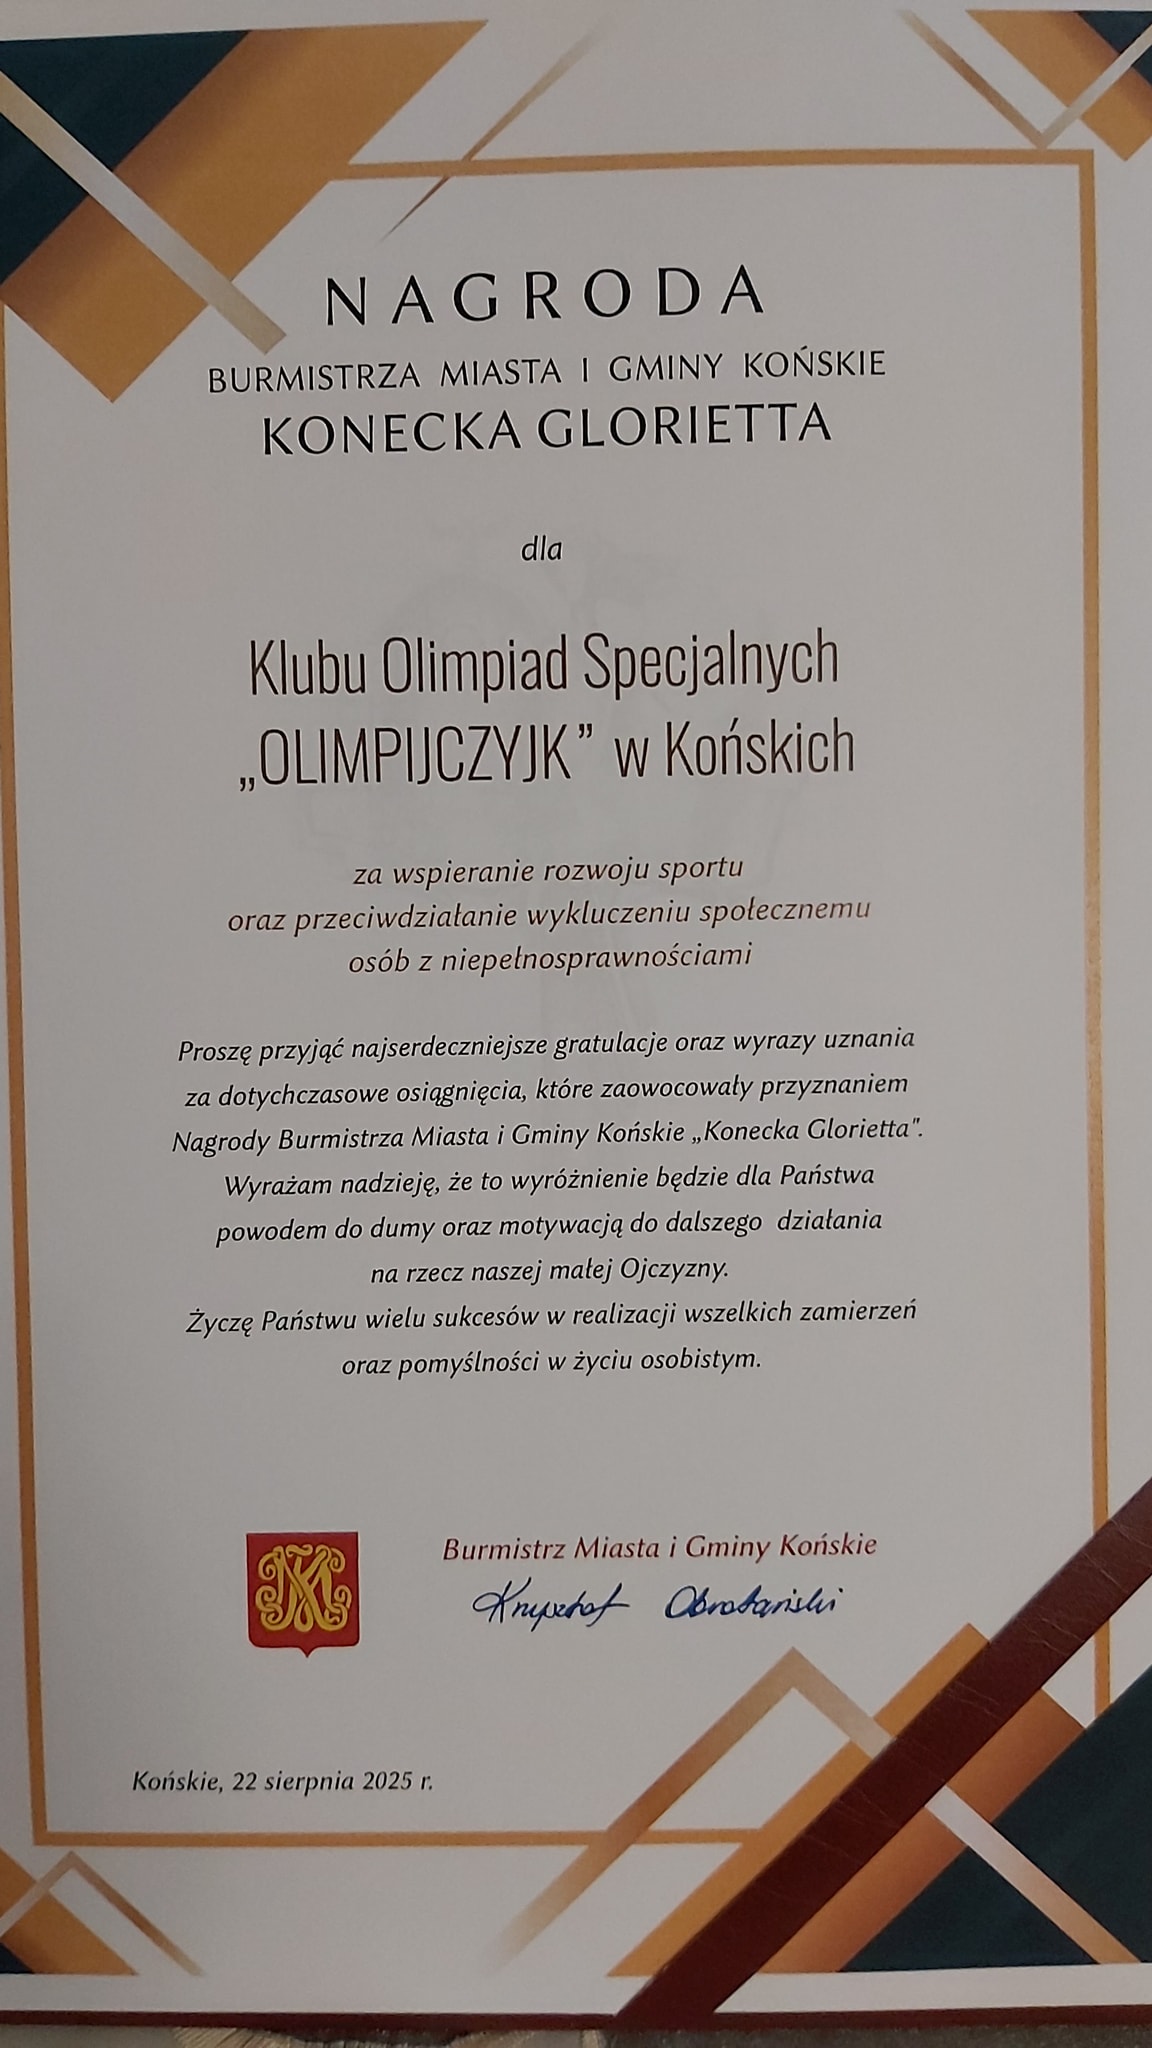 NAGRODA
BURMISTRZA MIASTA I GMINY KOŃSKIE
KONECKA GLORIETTA
dla
Klubu Olimpiad Specjalnych
„OLIMPIJCZYJK” w Końskich
za wspieranie rozwoju sportu
oraz przeciwdziałanie wykluczeniu społecznemu
osób z niepełnosprawnościami
Proszę przyjąć najserdeczniejsze gratulacje oraz wyrazy uznania
za dotychczasowe osiągnięcia, które zaowocowały przyznaniem
Nagrody Burmistrza Miasta i Gminy Końskie „Konecka Glorietta".
Wyrażam nadzieję, że to wyróżnienie będzie dla Państwa
powodem do dumy oraz motywacją do dalszego działania
na rzecz naszej małej Ojczyzny.
Życzę Państwu wielu sukcesów w realizacji wszelkich zamierzeń
oraz pomyślności w życiu osobistym.
Burmistrz Miasta i Gminy Końskie
Krzysztof Obratański
Końskie, 22 sierpnia 2025 r.